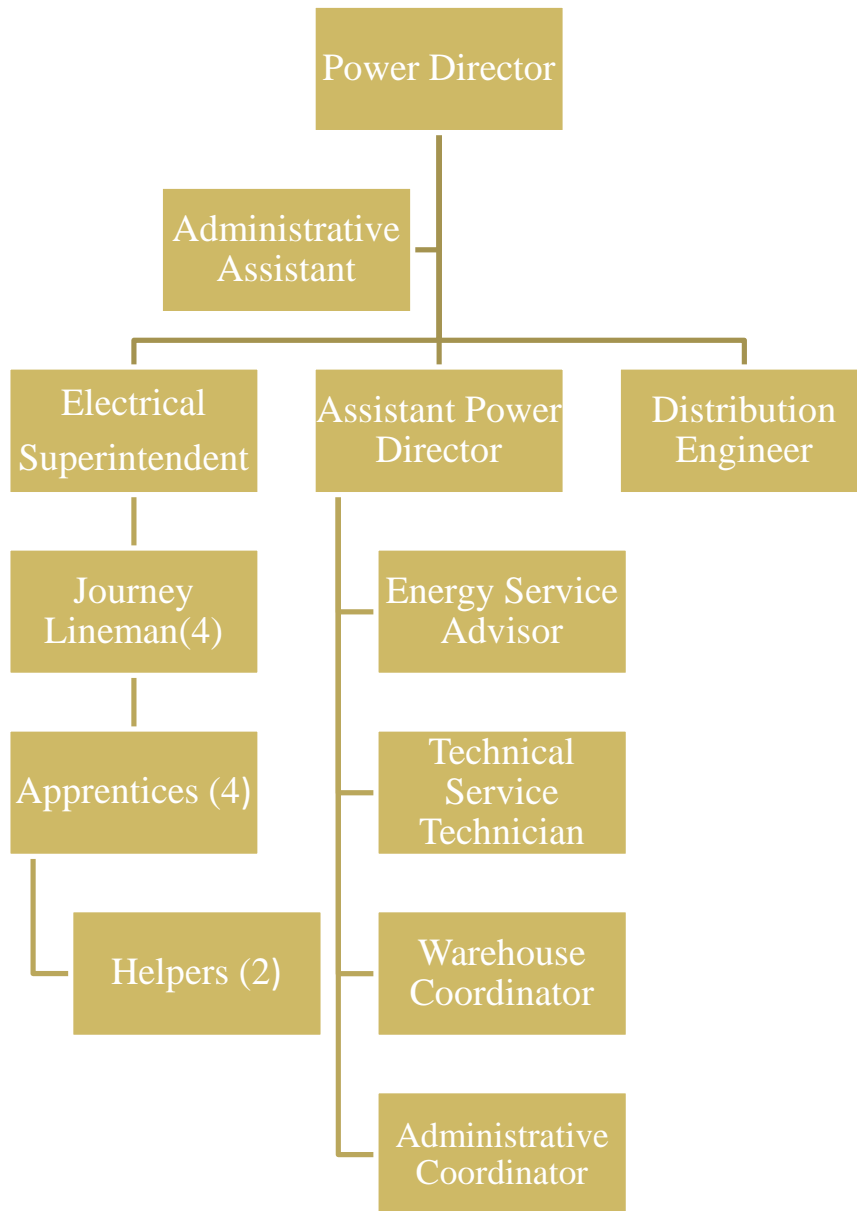 Power Director
Administrative
Assistant
Electrical
Superintendent
Assistant Power
Director
Distribution
Engineer
Journey
Lineman(4)
Energy Service
Advisor
Apprentices (4)
Technical
Service
Technician
Helpers (2)
Warehouse
Coordinator
Administrative
Coordinator